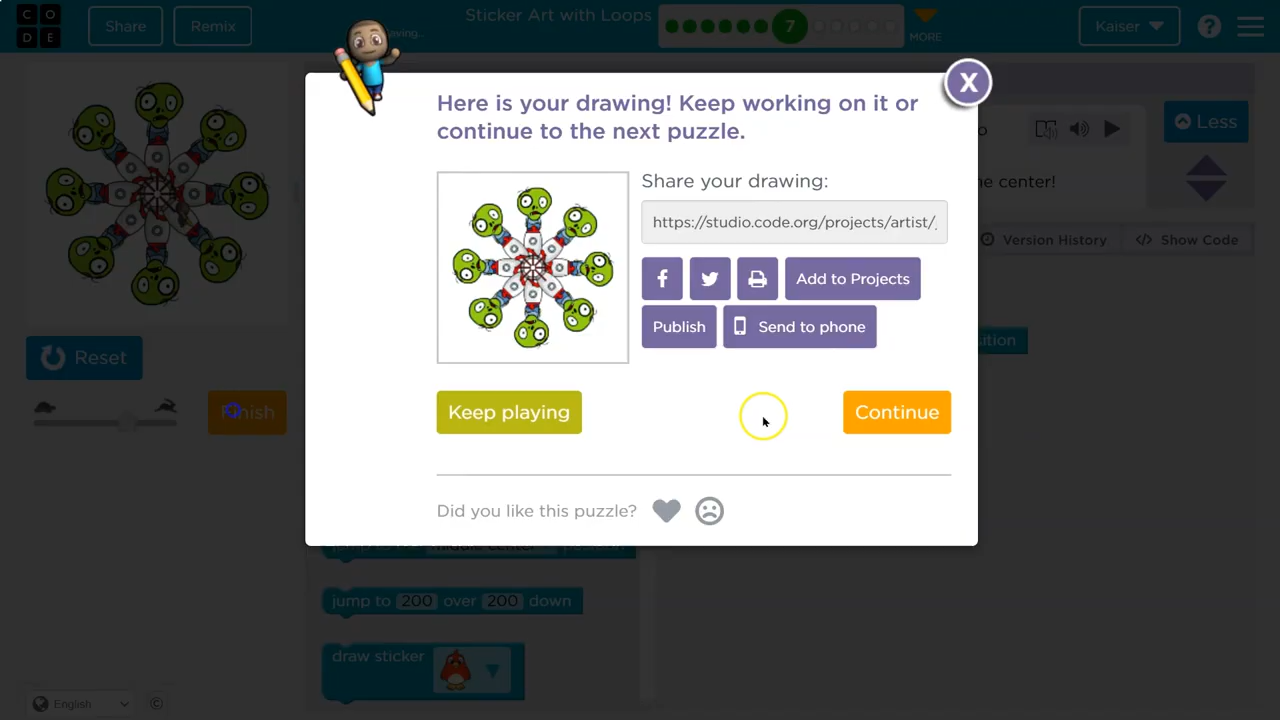 C O
D E
Share
Remix
Sticker Art with Loops
7
MORE
Kaiser
?
Here is your drawing! Keep working on it or
continue to the next puzzle.
X
Less
Share your drawing:
https://studio.code.org/projects/artist/
Version History
</> Show Code
Add to Projects
Publish
Send to phone
Reset
Finish
Keep playing
Continue
Did you like this puzzle?
jump to 200 over 200 down
draw sticker
English
©